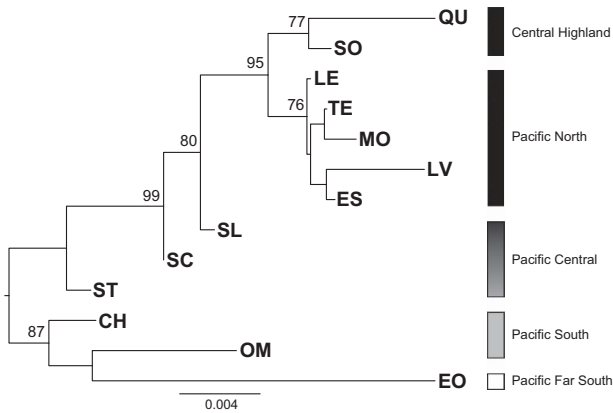 QU
77
Central Highland
SO
95
LE
76
TE
Pacific North
MO
80
LV
99
ES
SL
SC
Pacific Central
ST
CH
Pacific South
87
OM
EO
Pacific Far South
0.004